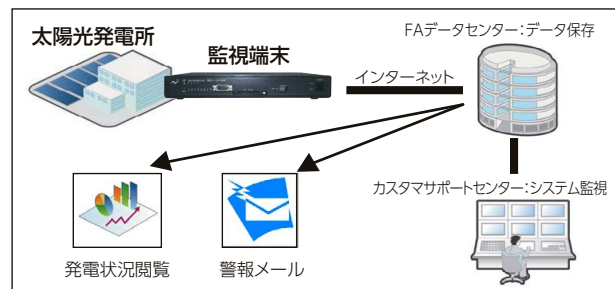 太陽光発電所
監視端末
FAデータセンター：データ保存
インターネット
カスタマサポートセンター：システム監視
発電状況閲覧
警報メール